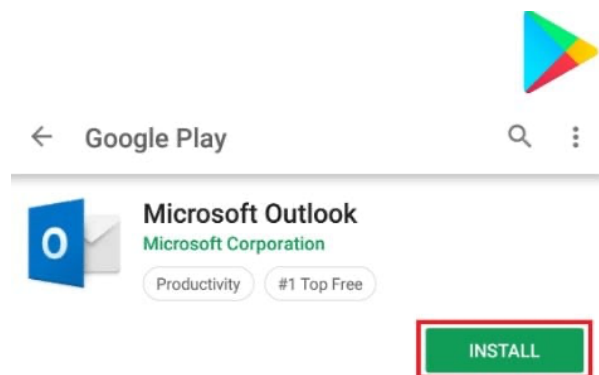 Google Play
Microsoft Outlook
Microsoft Corporation
Productivity #1 Top Free
O
INSTALL